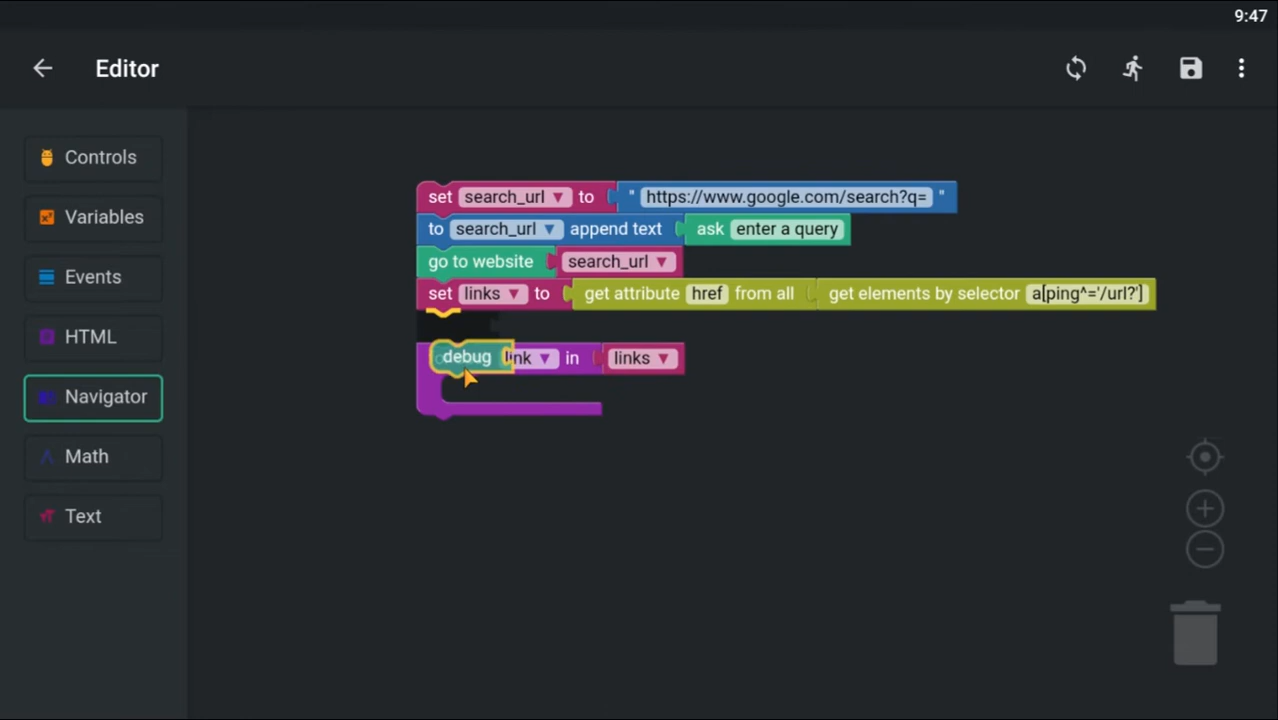 9:47
Editor
Controls
Variables
Events
HTML
Navigator
Math
Text
set search_url ▼ to " https://www.google.com/search?q= "
to search_url ▼ append text ask enter a query
go to website search_url ▼
set links ▼ to get attribute href from all get elements by selector a[ping^='/url?']
debug
in links ▼